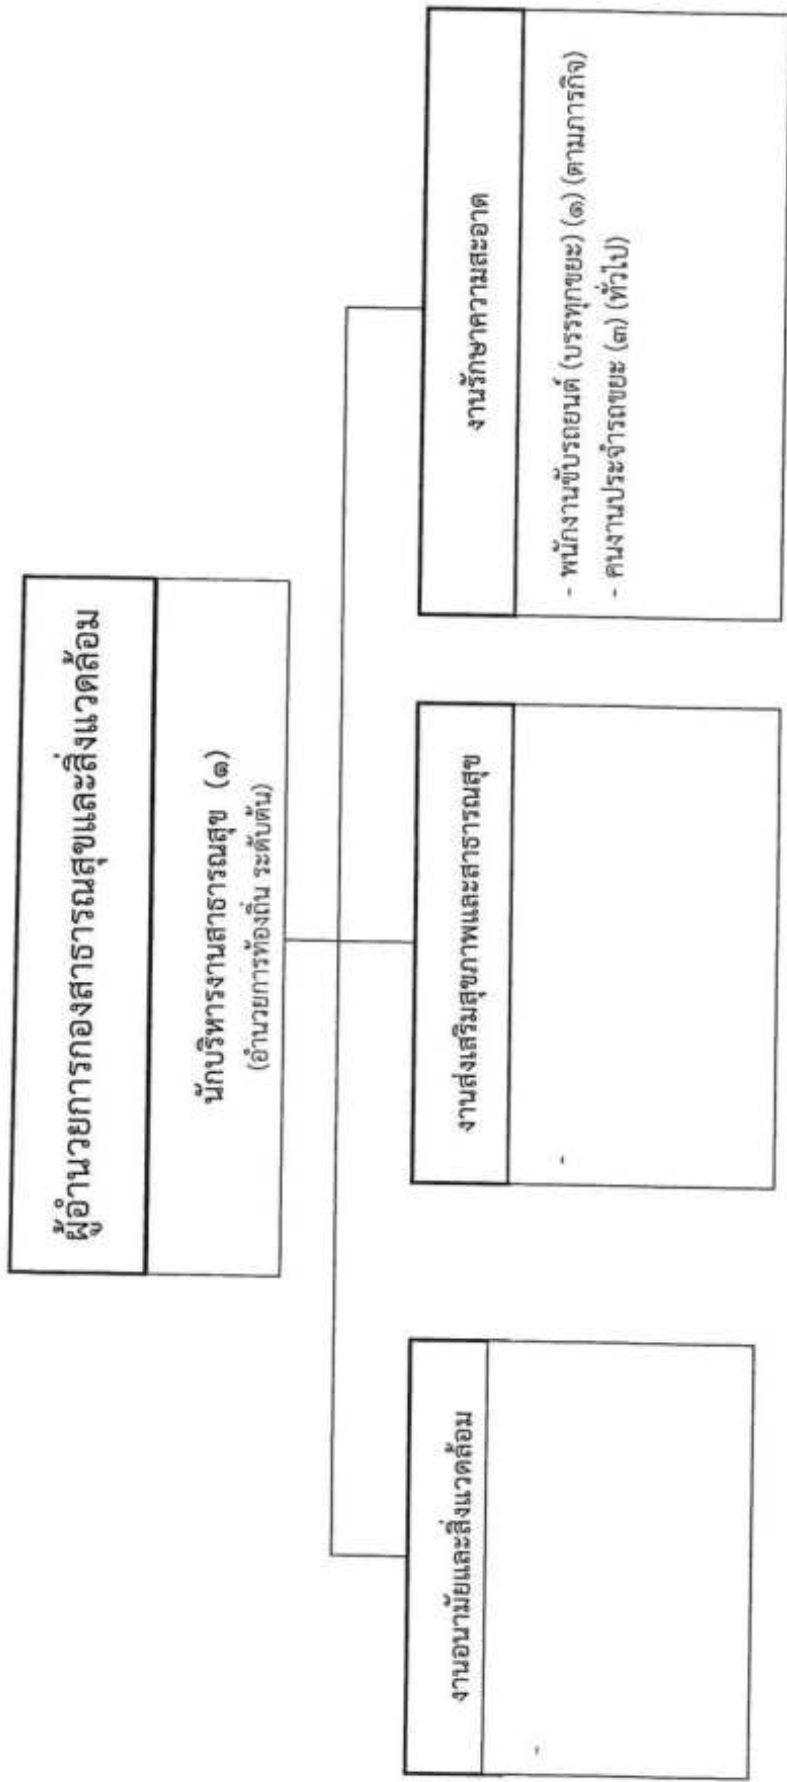 ผู้อำนวยการกองสาธารณสุขและสิ่งแวดล้อม
นักบริหารงานสาธารณสุข (๑)
(อำนวยการท้องถิ่น ระดับต้น)
งานอนามัยและสิ่งแวดล้อม
-
งานส่งเสริมสุขภาพและสาธารณสุข
-
งานรักษาความสะอาด
- พนักงานขับรถยนต์ (บรรทุกขยะ) (๑) (ตามภารกิจ)
- คนงานประจำรถขยะ (๓) (ทั่วไป)